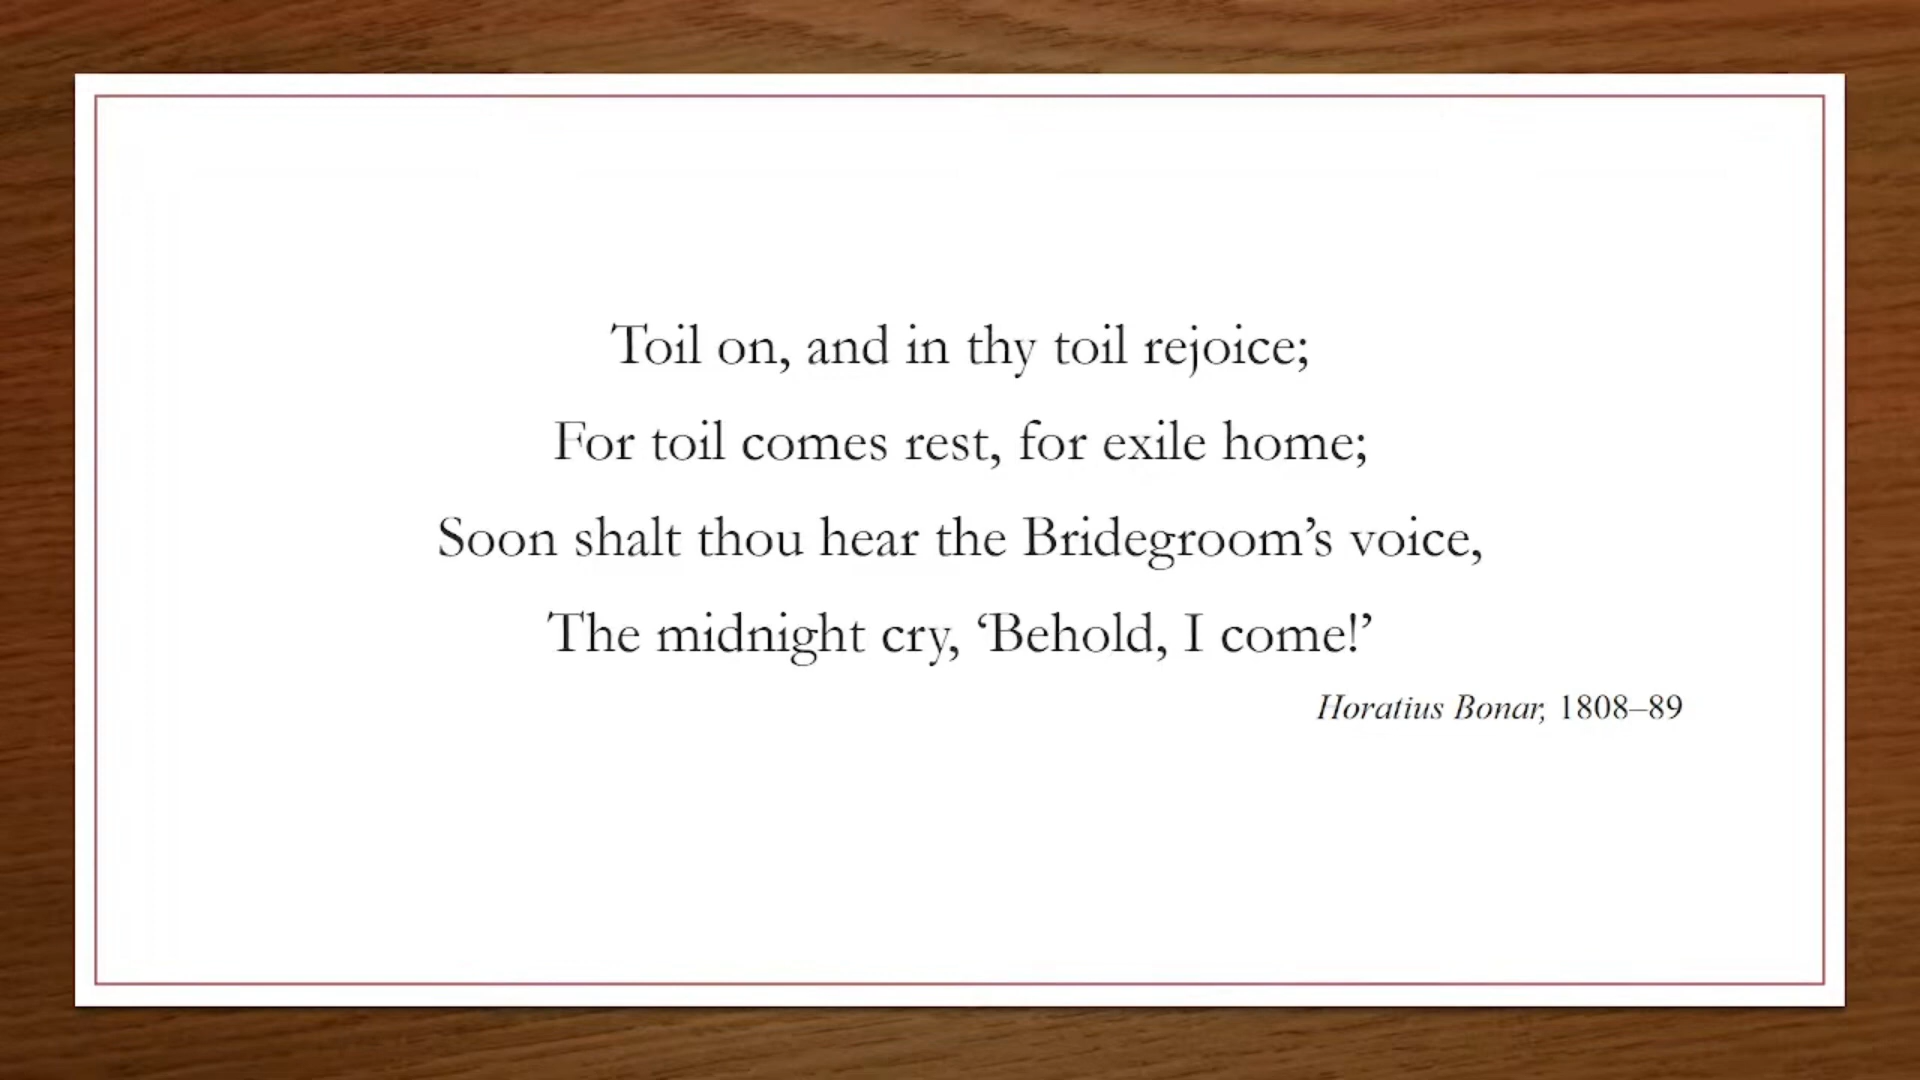 Toil on, and in thy toil rejoice;
For toil comes rest, for exile home;
Soon shalt thou hear the Bridegroom’s voice,
The midnight cry, ‘Behold, I come!’
Horatius Bonar, 1808–89